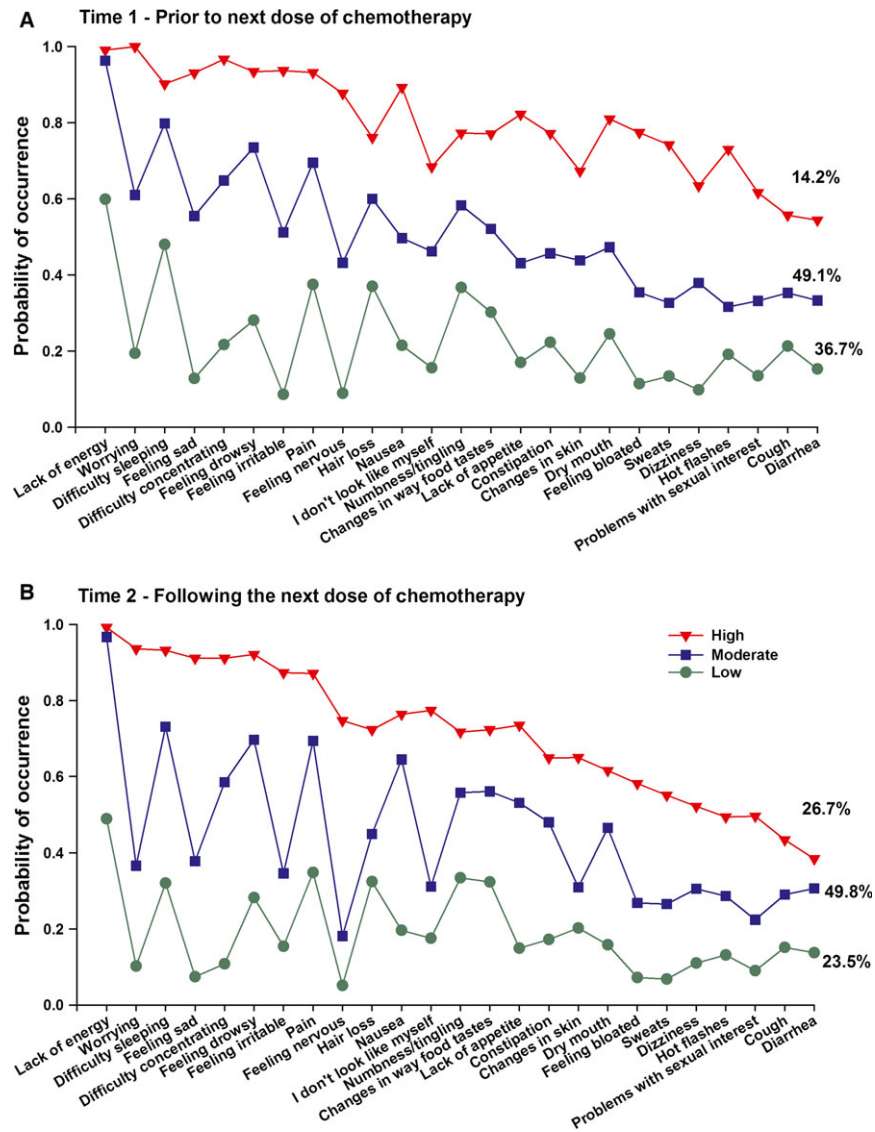 A Time 1 - Prior to next dose of chemotherapy
Probability of occurrence
1.0
0.8
0.6
0.4
0.2
0.0
14.2%
49.1%
36.7%
Lack of energy
Worrying
Difficulty sleeping
Feeling sad
Difficulty concentrating
Feeling drowsy
Feeling irritable
Pain
Feeling nervous
Hair loss
Nausea
I don't look like myself
Numbness/tingling
Changes in way food tastes
Lack of appetite
Constipation
Changes in skin
Dry mouth
Feeling bloated
Sweats
Dizziness
Hot flashes
Problems with sexual interest
Cough
Diarrhea
B Time 2 - Following the next dose of chemotherapy
Probability of occurrence
1.0
0.8
0.6
0.4
0.2
0.0
High
Moderate
Low
26.7%
49.8%
23.5%
Lack of energy
Worrying
Difficulty sleeping
Feeling sad
Difficulty concentrating
Feeling drowsy
Feeling irritable
Pain
Feeling nervous
Hair loss
Nausea
I don't look like myself
Numbness/tingling
Changes in way food tastes
Lack of appetite
Constipation
Changes in skin
Dry mouth
Feeling bloated
Sweats
Dizziness
Hot flashes
Problems with sexual interest
Cough
Diarrhea